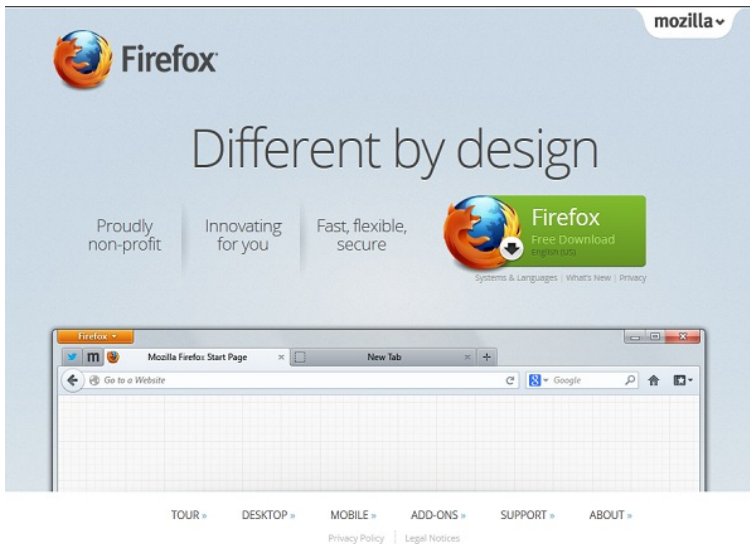 mozilla
Firefox
Different by design
Proudly
non-profit
Innovating
for you
Fast, flexible,
secure
Firefox
Free Download
English (US)
Systems & Languages | What's New | Privacy
Firefox
m
Mozilla Firefox Start Page
New Tab
Go to a Website
Google
TOUR »
DESKTOP »
MOBILE »
ADD-ONS »
SUPPORT »
ABOUT »
Privacy Policy | Legal Notices